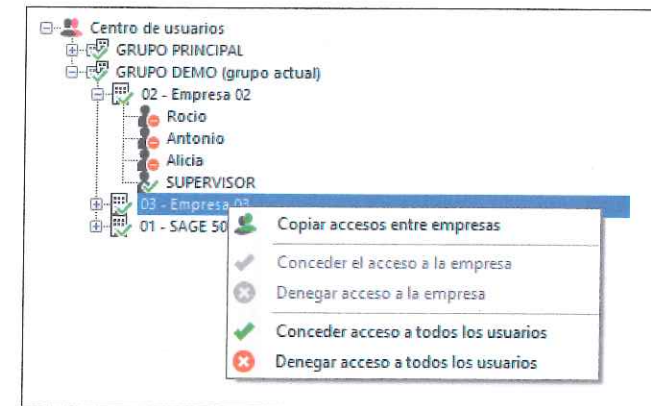 Centro de usuarios
GRUPO PRINCIPAL
GRUPO DEMO (grupo actual)
02 - Empresa 02
Rocio
Antonio
Alicia
SUPERVISOR
03 - Empresa 03
01 - SAGE 50
Copiar accesos entre empresas
Conceder el acceso a la empresa
Denegar acceso a la empresa
Conceder acceso a todos los usuarios
Denegar acceso a todos los usuarios